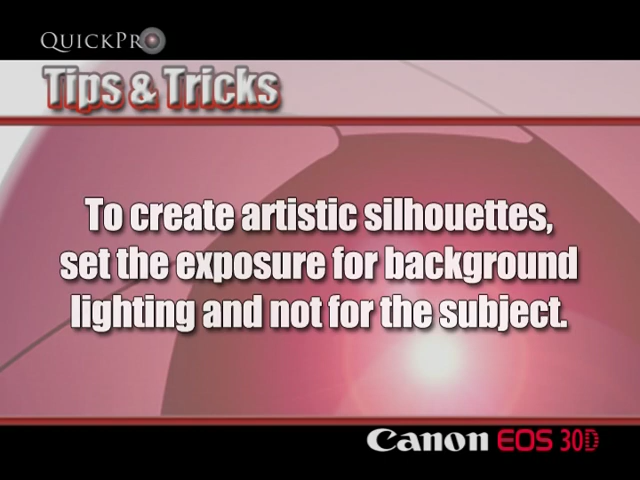 QUICKPRO
Tips & Tricks
To create artistic silhouettes,
set the exposure for background
lighting and not for the subject.
Canon EOS 30D